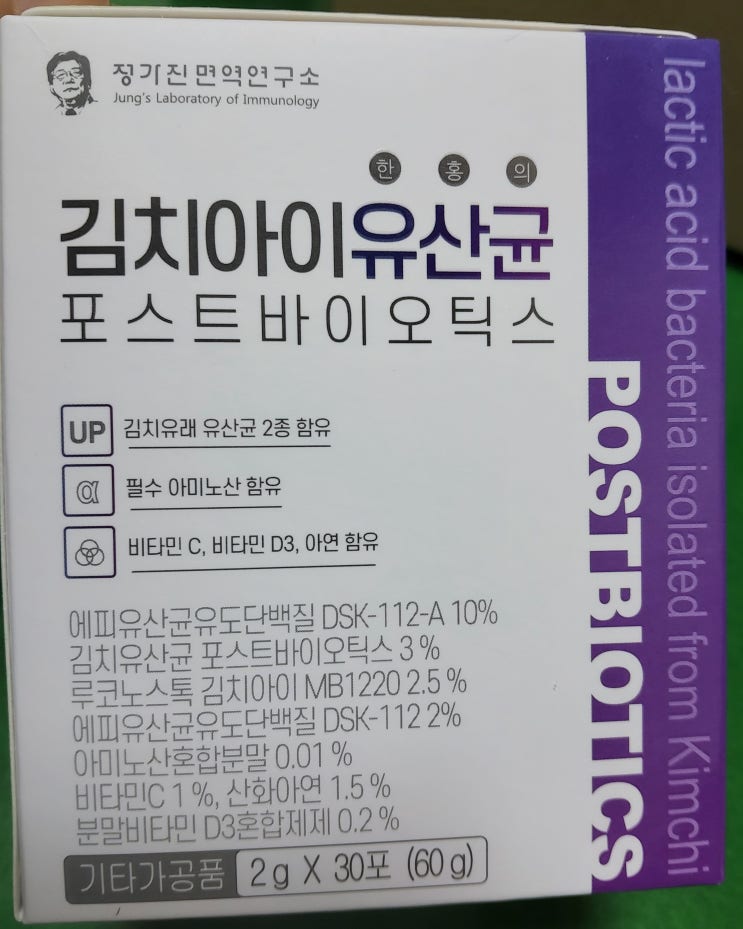 정가진면역연구소
Jung's Laboratory of Immunology
한 홍 의
김치아이유산균
포스트바이오틱스
UP 김치유래 유산균 2종 함유
α 필수 아미노산 함유
비타민 C, 비타민 D3, 아연 함유
에피유산균유도단백질 DSK-112-A 10%
김치유산균 포스트바이오틱스 3 %
루코노스톡 김치아이 MB1220 2.5 %
에피유산균유도단백질 DSK-112 2%
아미노산혼합분말 0.01 %
비타민C 1 %, 산화아연 1.5 %
분말비타민 D3혼합제제 0.2 %
기타가공품 2g X 30포 (60g)
POSTBIOTICS
lactic acid bacteria isolated from Kimchi